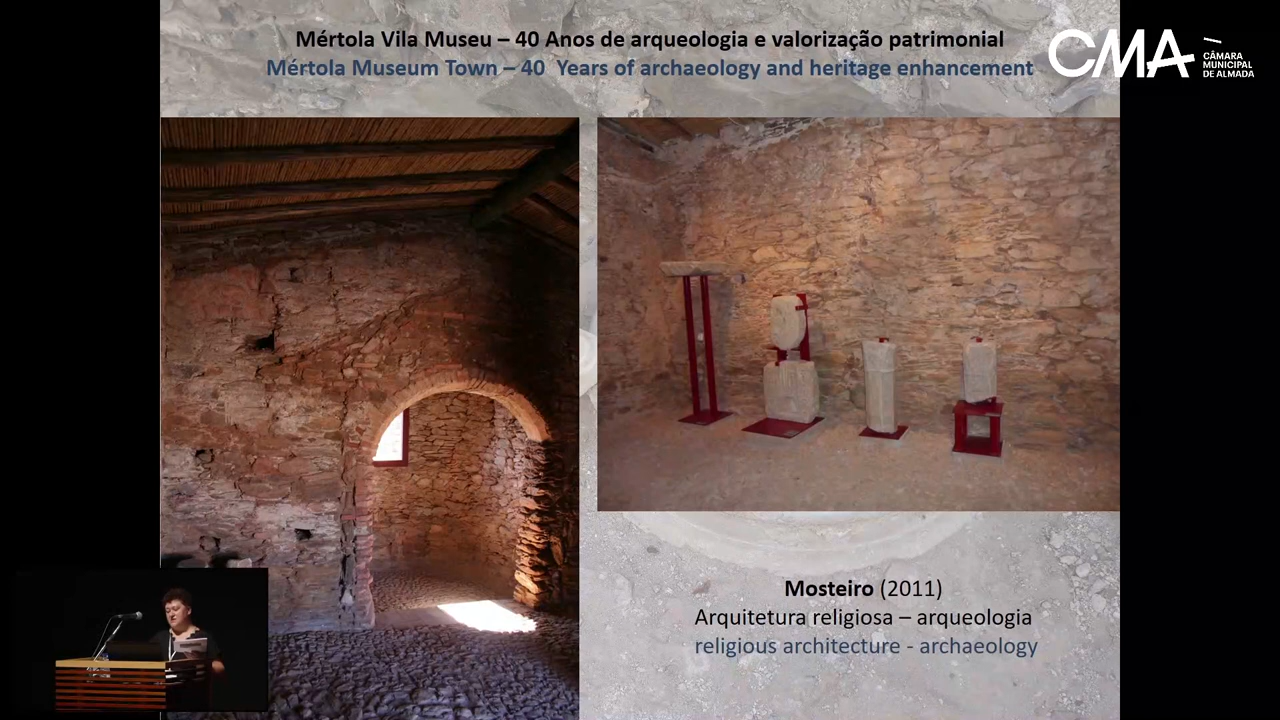 Mértola Vila Museu – 40 Anos de arqueologia e valorização patrimonial
Mértola Museum Town – 40 Years of archaeology and heritage enhancement
CMA
CÂMARA
MUNICIPAL
DE ALMADA
Mosteiro (2011)
Arquitetura religiosa – arqueologia
religious architecture - archaeology